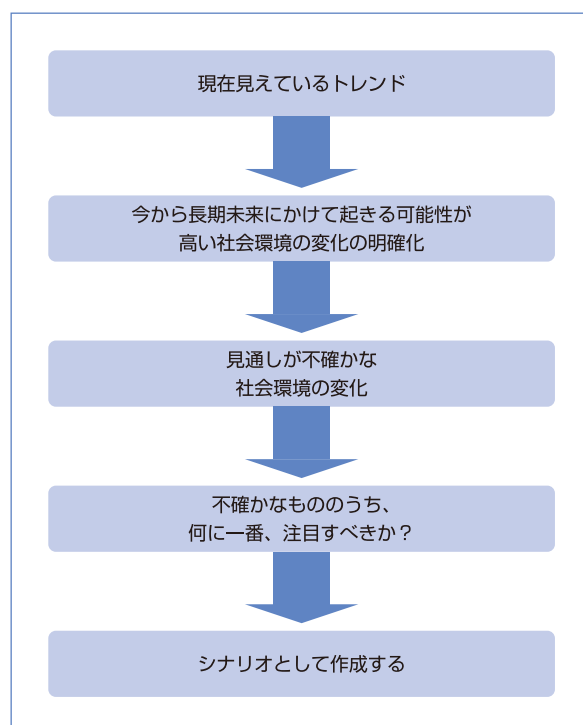 現在見えているトレンド
今から長期未来にかけて起きる可能性が
高い社会環境の変化の明確化
見通しが不確かな
社会環境の変化
不確かなもののうち、
何に一番、注目すべきか？
シナリオとして作成する